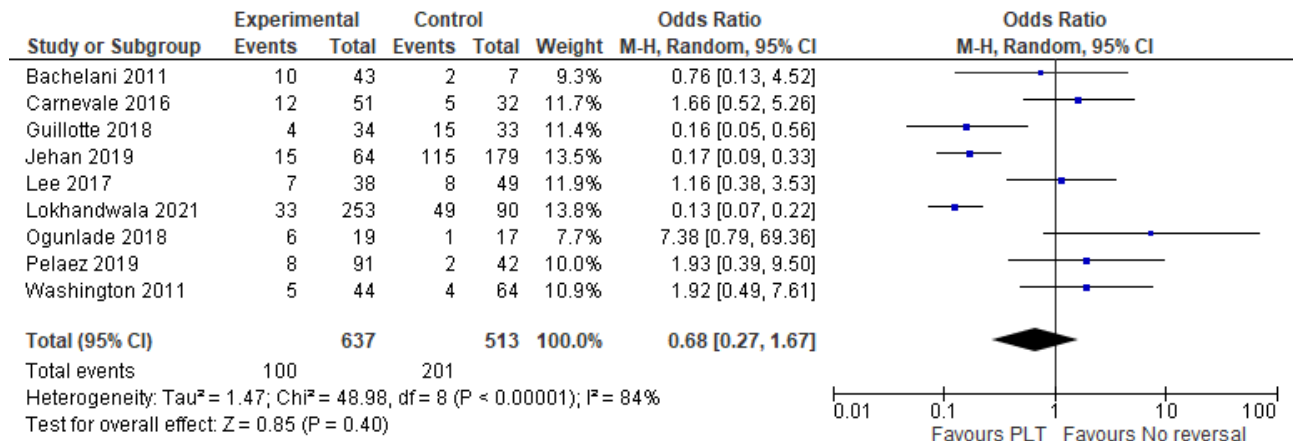 Experimental Control Odds Ratio Odds Ratio
Study or Subgroup Events Total Events Total Weight M-H, Random, 95% CI M-H, Random, 95% CI
Bachelani 2011 10 43 2 7 9.3% 0.76 [0.13, 4.52]
Carnevale 2016 12 51 5 32 11.7% 1.66 [0.52, 5.26]
Guillotte 2018 4 34 15 33 11.4% 0.16 [0.05, 0.56]
Jehan 2019 15 64 115 179 13.5% 0.17 [0.09, 0.33]
Lee 2017 7 38 8 49 11.9% 1.16 [0.38, 3.53]
Lokhandwala 2021 33 253 49 90 13.8% 0.13 [0.07, 0.22]
Ogunlade 2018 6 19 1 17 7.7% 7.38 [0.79, 69.36]
Pelaez 2019 8 91 2 42 10.0% 1.93 [0.39, 9.50]
Washington 2011 5 44 4 64 10.9% 1.92 [0.49, 7.61]
Total (95% CI) 637 513 100.0% 0.68 [0.27, 1.67]
Total events 100 201
Heterogeneity: Tau² = 1.47; Chi² = 48.98, df = 8 (P < 0.00001); I² = 84%
Test for overall effect: Z = 0.85 (P = 0.40)
0.01 0.1 1 10 100
Favours PLT Favours No reversal